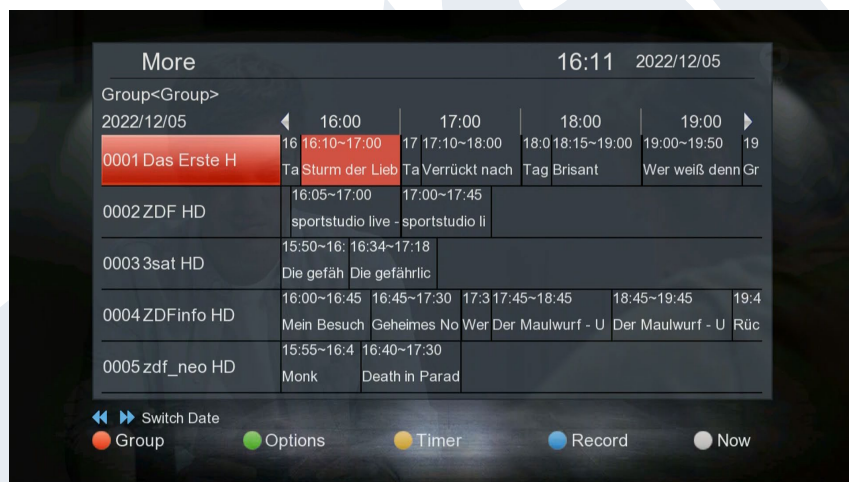 More 16:11 2022/12/05
Group<Group>
2022/12/05 16:00 17:00 18:00 19:00
16 16:10~17:00 17 17:10~18:00 18:0 18:15~19:00 19:00~19:50 19
0001 Das Erste H Ta Sturm der Lieb Ta Verrückt nach Tag Brisant Wer weiß denn Gr
16:05~17:00 17:00~17:45
0002 ZDF HD sportstudio live - sportstudio li
15:50~16: 16:34~17:18
0003 3sat HD Die gefäh Die gefährlic
16:00~16:45 16:45~17:30 17:3 17:45~18:45 18:45~19:45 19:4
0004 ZDFinfo HD Mein Besuch Geheimes No Wer Der Maulwurf - U Der Maulwurf - U Rüc
15:55~16:4 16:40~17:30
0005 zdf_neo HD Monk Death in Parad
Switch Date
Group Options Timer Record Now